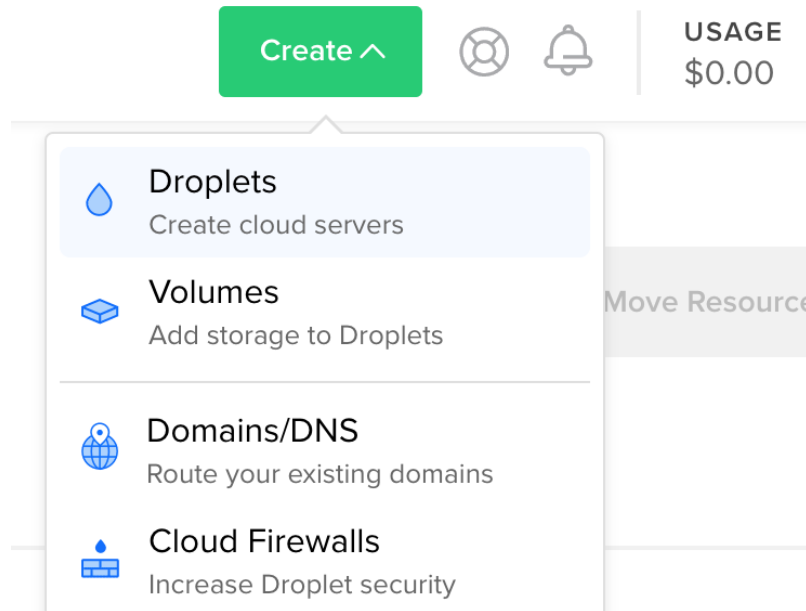 Create
USAGE
$0.00
Droplets
Create cloud servers
Volumes
Add storage to Droplets
Move Resource
Domains/DNS
Route your existing domains
Cloud Firewalls
Increase Droplet security